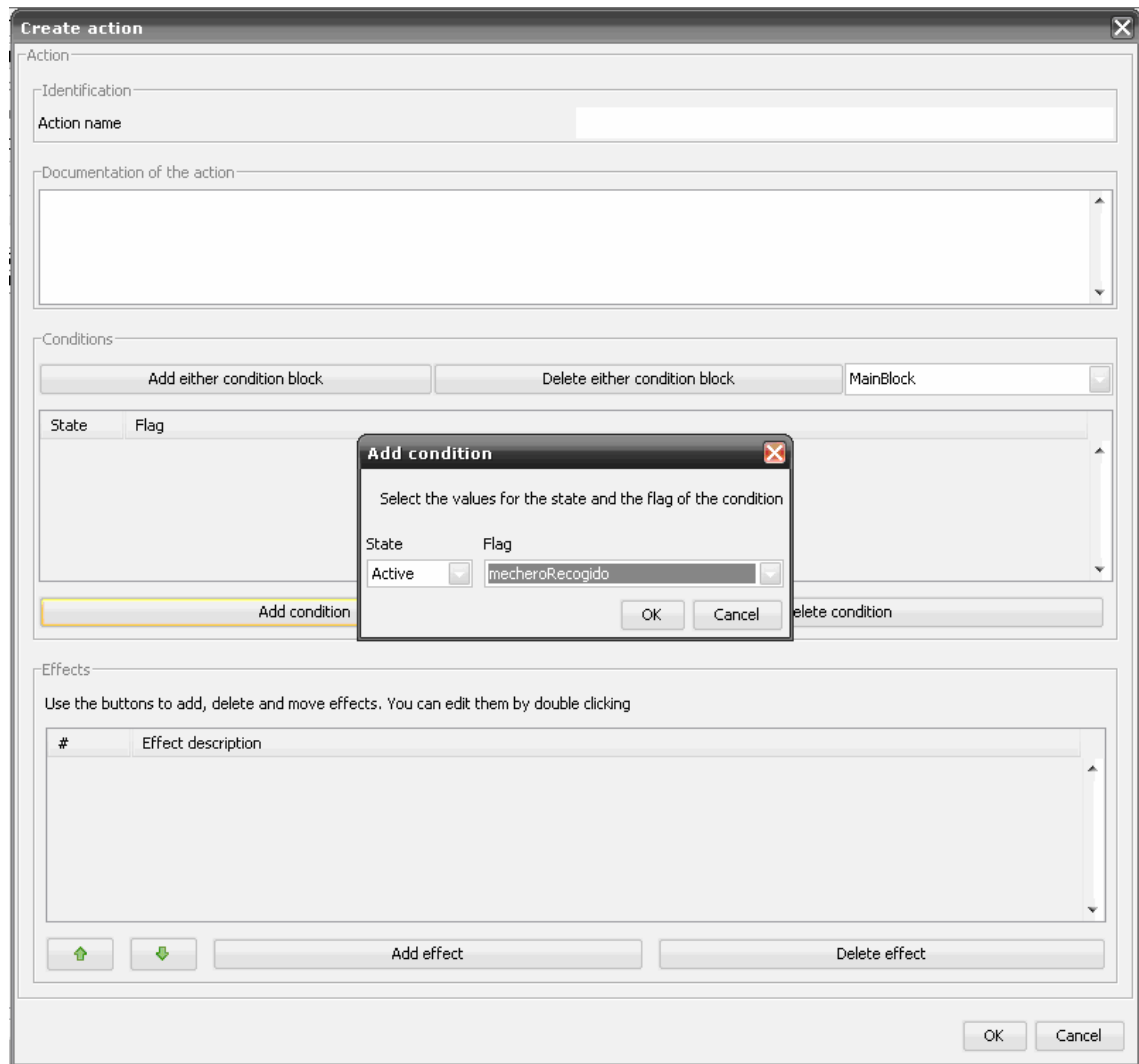 Create action
Action
Identification
Action name
Documentation of the action
Conditions
Add either condition block Delete either condition block MainBlock
State Flag
Add condition
Select the values for the state and the flag of the condition
State Flag
Active mecheroRecogido
OK Cancel
Add condition elete condition
Effects
Use the buttons to add, delete and move effects. You can edit them by double clicking
# Effect description
Add effect Delete effect
OK Cancel